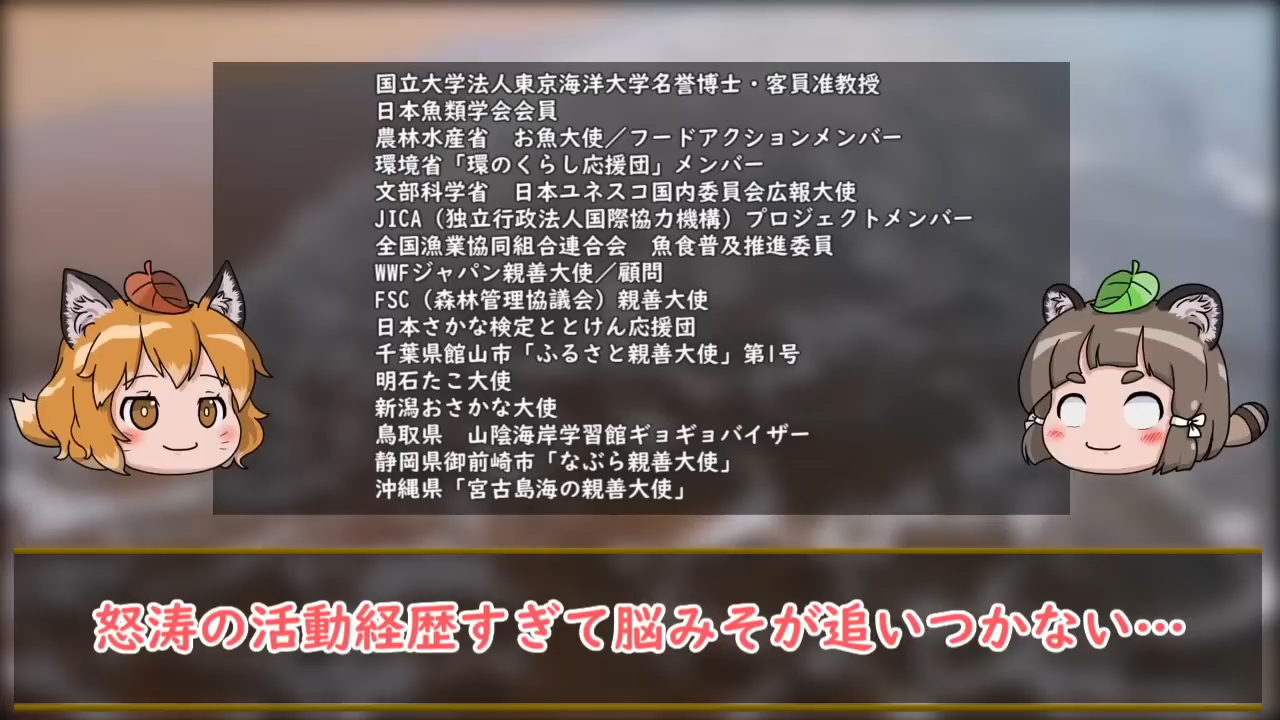 国立大学法人東京海洋大学名誉博士・客員准教授
日本魚類学会会員
農林水産省　お魚大使／フードアクションメンバー
環境省「環のくらし応援団」メンバー
文部科学省　日本ユネスコ国内委員会広報大使
JICA（独立行政法人国際協力機構）プロジェクトメンバー
全国漁業協同組合連合会　魚食普及推進委員
WWFジャパン親善大使／顧問
FSC（森林管理協議会）親善大使
日本さかな検定ととけん応援団
千葉県館山市「ふるさと親善大使」第1号
明石たこ大使
新潟おさかな大使
鳥取県　山陰海岸学習館ギョギョバイザー
静岡県御前崎市「なぶら親善大使」
沖縄県「宮古島海の親善大使」
怒涛の活動経歴すぎて脳みそが追いつかない…